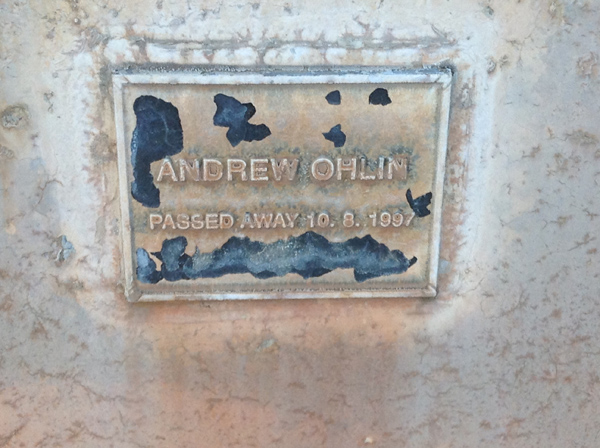 ANDREW OHLIN
PASSED AWAY 10. 8. 1997